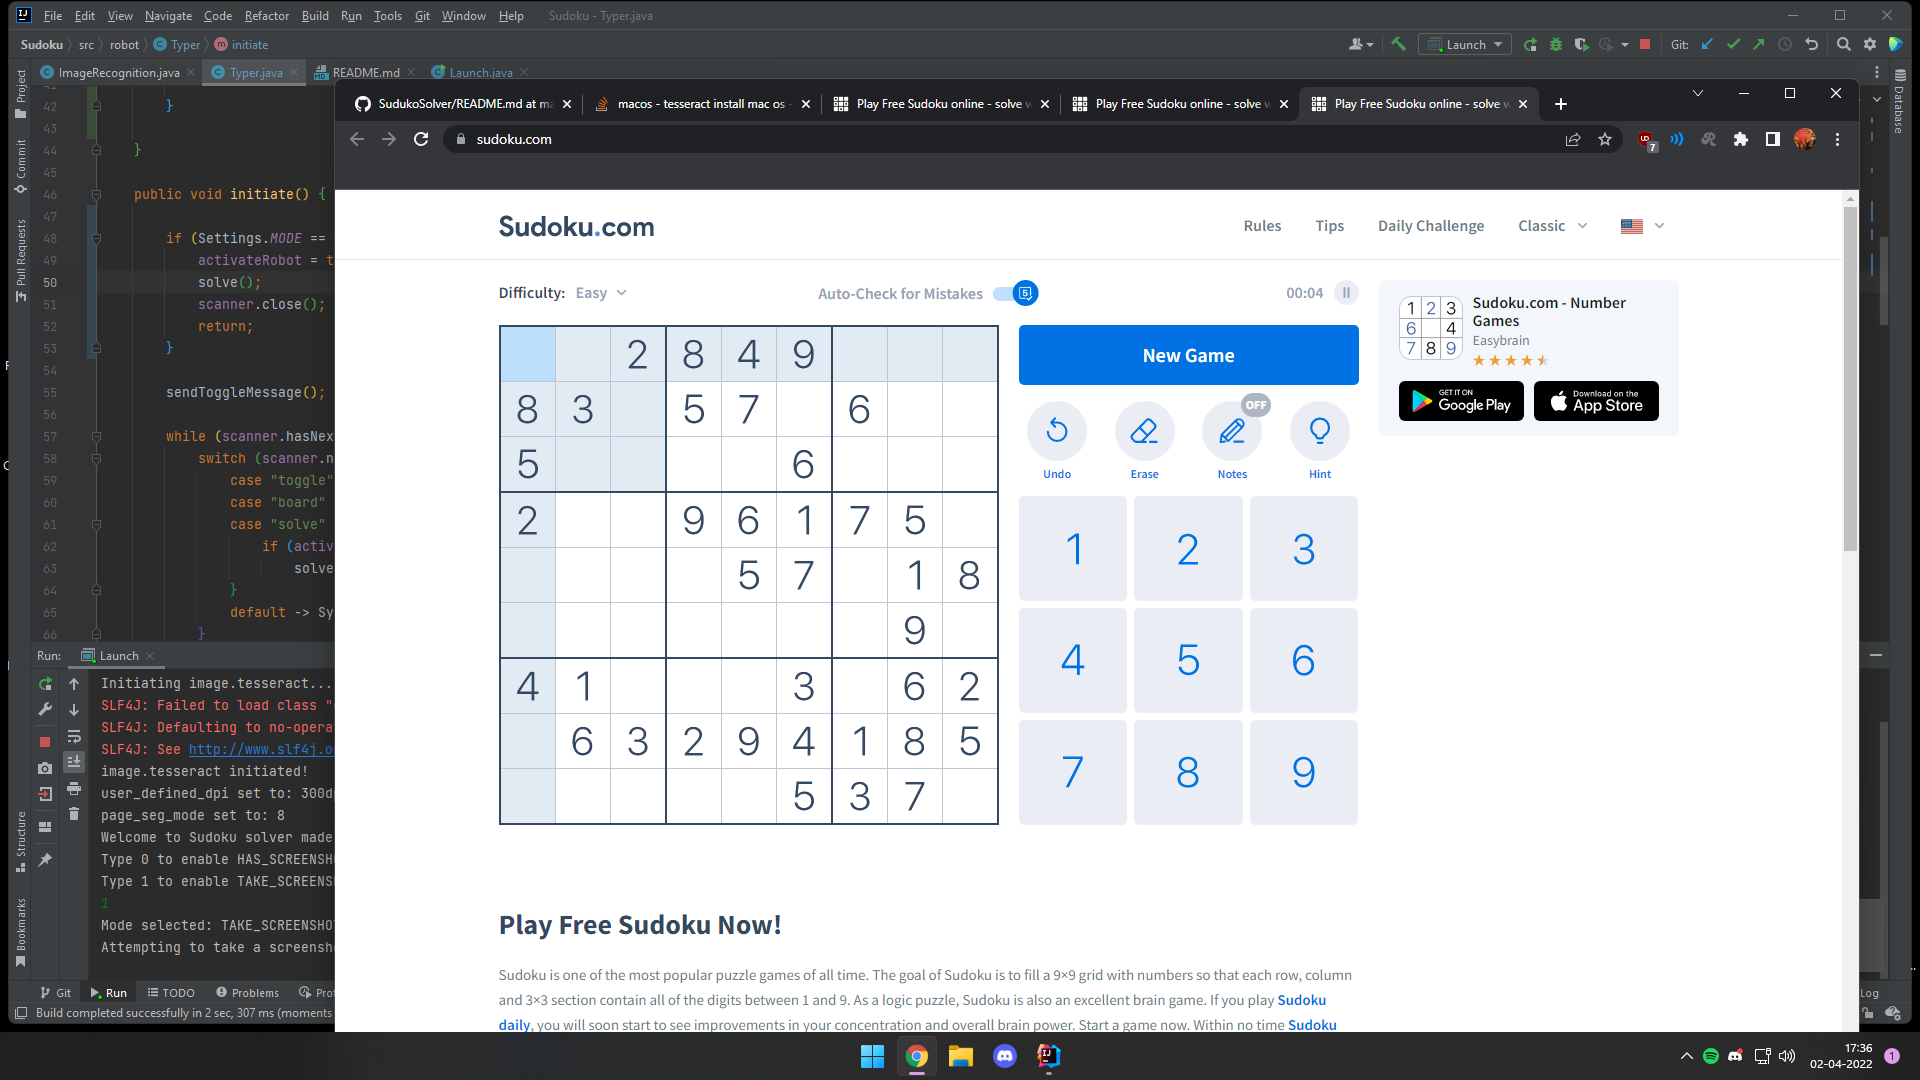 File Edit View Navigate Code Refactor Build Run Tools Git Window Help Sudoku - Typer.java
Sudoku src robot Typer initiate
Launch Git:
ImageRecognition.java Typer.java README.md Launch.java
Project
Commit
Pull Requests
Structure
Bookmarks
Database
42 }
43
44 }
45
46 public void initiate() {
47
48 if (Settings.MODE ==
49 activateRobot = t
50 solve();
51 scanner.close();
52 return;
53 }
54
55 sendToggleMessage();
56
57 while (scanner.hasNex
58 switch (scanner.n
59 case "toggle"
60 case "board"
61 case "solve"
62 if (activ
63 solve
64 }
65 default -> Sy
66 }
Run: Launch
Initiating image.tesseract...
SLF4J: Failed to load class "
SLF4J: Defaulting to no-opera
SLF4J: See http://www.slf4j.o
image.tesseract initiated!
user_defined_dpi set to: 300d
page_seg_mode set to: 8
Welcome to Sudoku solver made
Type 0 to enable HAS_SCREENSH
Type 1 to enable TAKE_SCREENS
1
Mode selected: TAKE_SCREENSHO
Attempting to take a screensh
Git Run TODO Problems Pro
Log
Build completed successfully in 2 sec, 307 ms (moments
SudukoSolver/README.md at ma
macos - tesseract install mac os -
Play Free Sudoku online - solve w
Play Free Sudoku online - solve w
Play Free Sudoku online - solve w
sudoku.com
7
Sudoku.com
Rules Tips Daily Challenge Classic
Difficulty: Easy
Auto-Check for Mistakes
00:04
2 8 4 9
8 3 5 7 6
5 6
2 9 6 1 7 5
5 7 1 8
9
4 1 3 6 2
6 3 2 9 4 1 8 5
5 3 7
New Game
OFF
Undo Erase Notes Hint
1 2 3
4 5 6
7 8 9
1 2 3
6 4
7 8 9
Sudoku.com - Number
Games
Easybrain
GET IT ON
Google Play
Download on the
App Store
Play Free Sudoku Now!
Sudoku is one of the most popular puzzle games of all time. The goal of Sudoku is to fill a 9×9 grid with numbers so that each row, column
and 3×3 section contain all of the digits between 1 and 9. As a logic puzzle, Sudoku is also an excellent brain game. If you play Sudoku
daily, you will soon start to see improvements in your concentration and overall brain power. Start a game now. Within no time Sudoku
17:36
02-04-2022
1